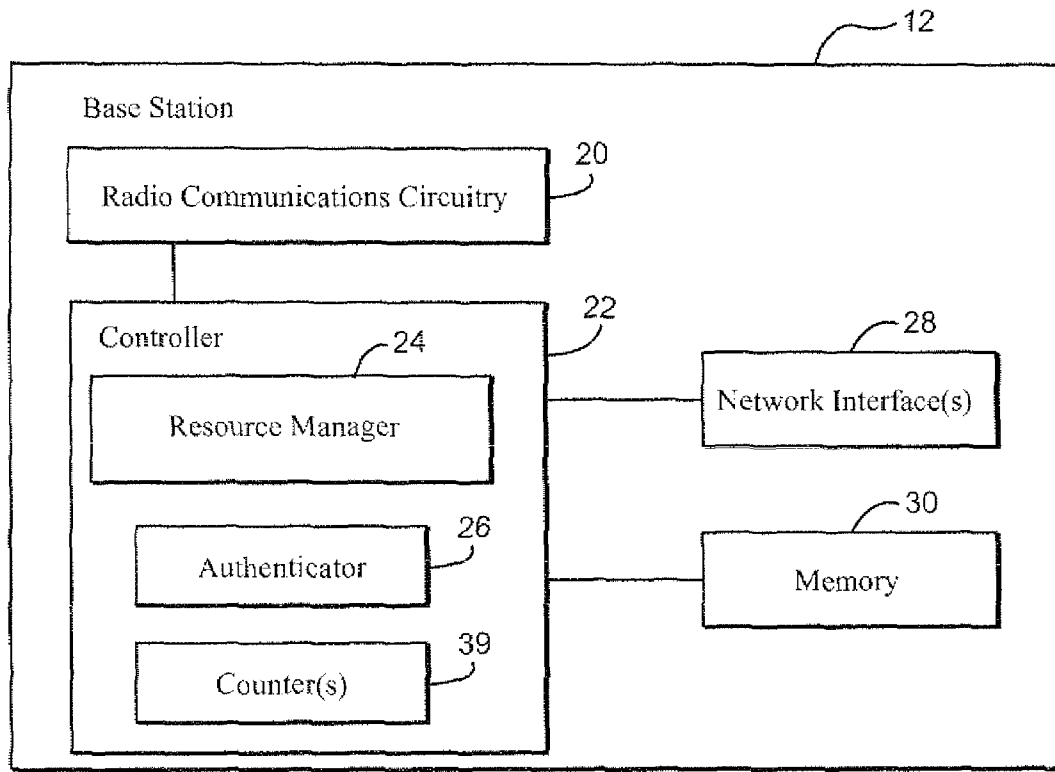 12
Base Station
20
Radio Communications Circuitry
22
Controller
24
Resource Manager
28
Network Interface(s)
26
Authenticator
30
Memory
39
Counter(s)